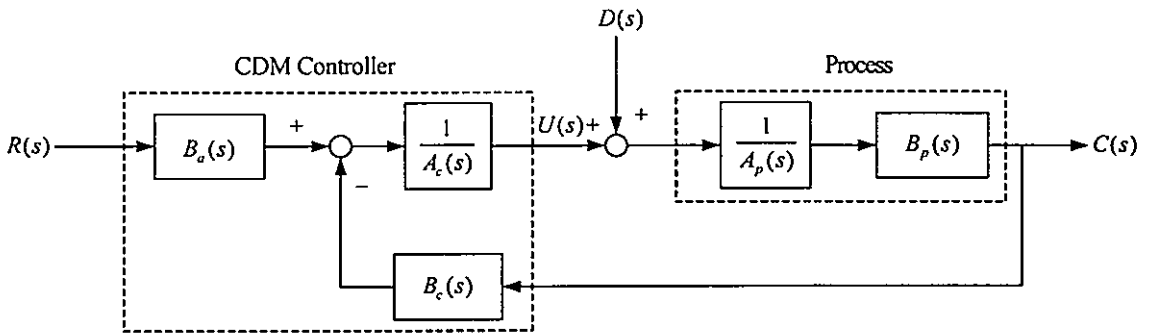 D(s)
CDM Controller
Process
R(s)
B_a(s)
+
−
1
A_c(s)
U(s)+
+
1
A_p(s)
B_p(s)
C(s)
B_c(s)